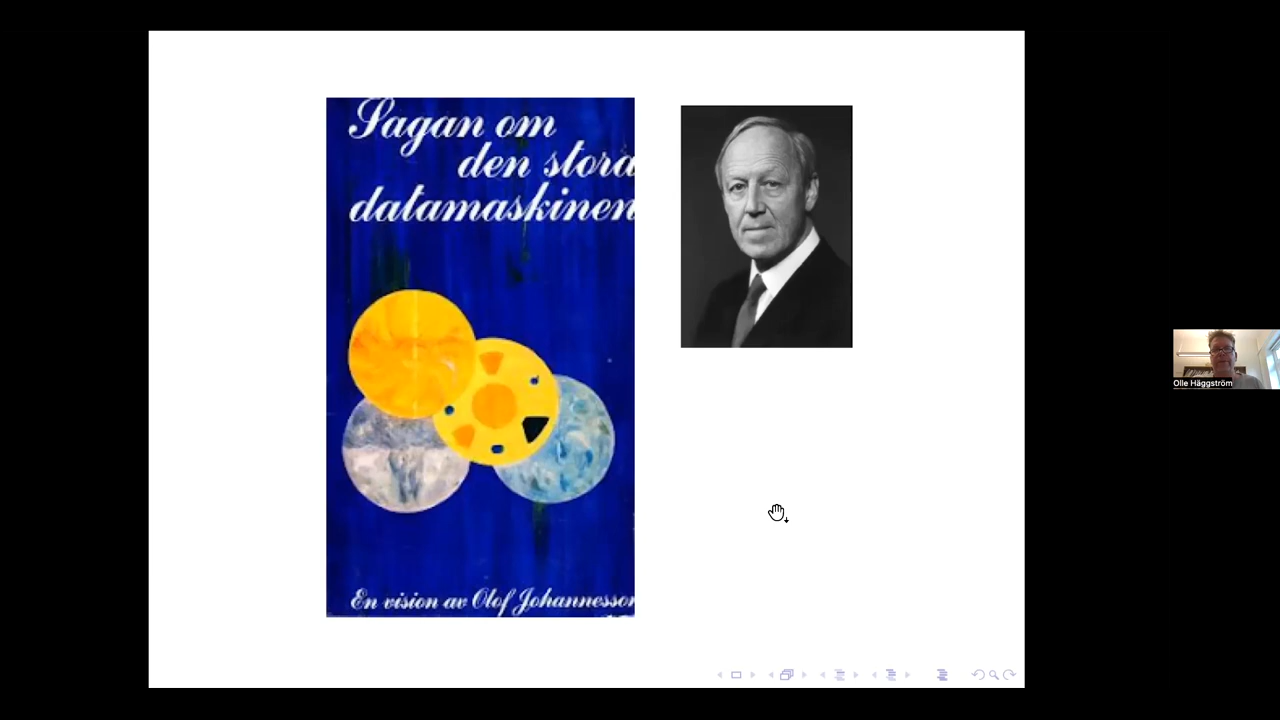 Sagan om
den stora
datamaskinen
En vision av Olof Johannesson
Olle Häggström